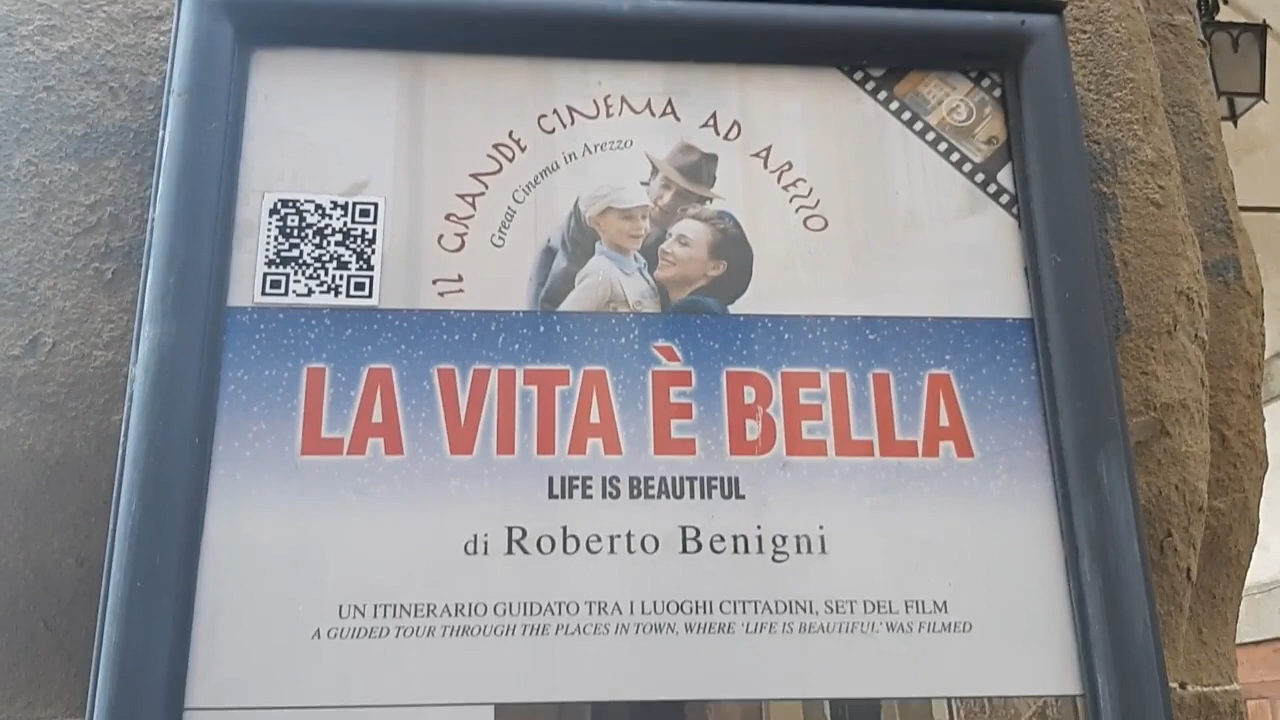 IL GRANDE CINEMA AD AREZZO
Great Cinema in Arezzo
LA VITA È BELLA
LIFE IS BEAUTIFUL
di Roberto Benigni
UN ITINERARIO GUIDATO TRA I LUOGHI CITTADINI, SET DEL FILM
A GUIDED TOUR THROUGH THE PLACES IN TOWN, WHERE 'LIFE IS BEAUTIFUL' WAS FILMED